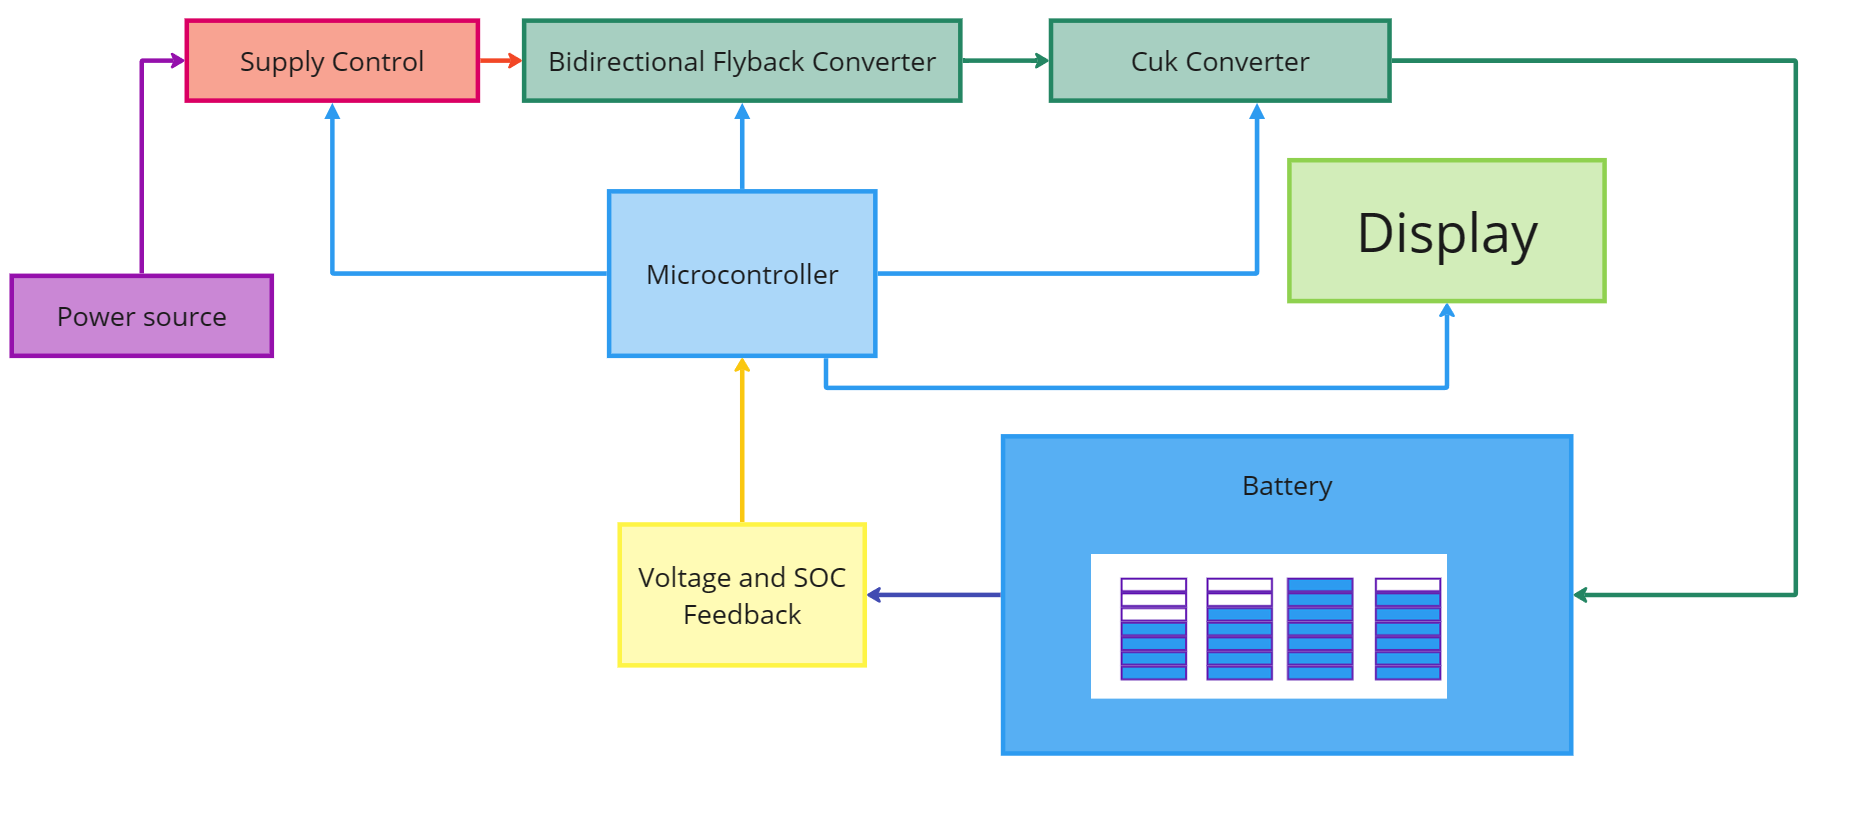 Supply Control
Bidirectional Flyback Converter
Cuk Converter
Display
Microcontroller
Power source
Battery
Voltage and SOC
Feedback